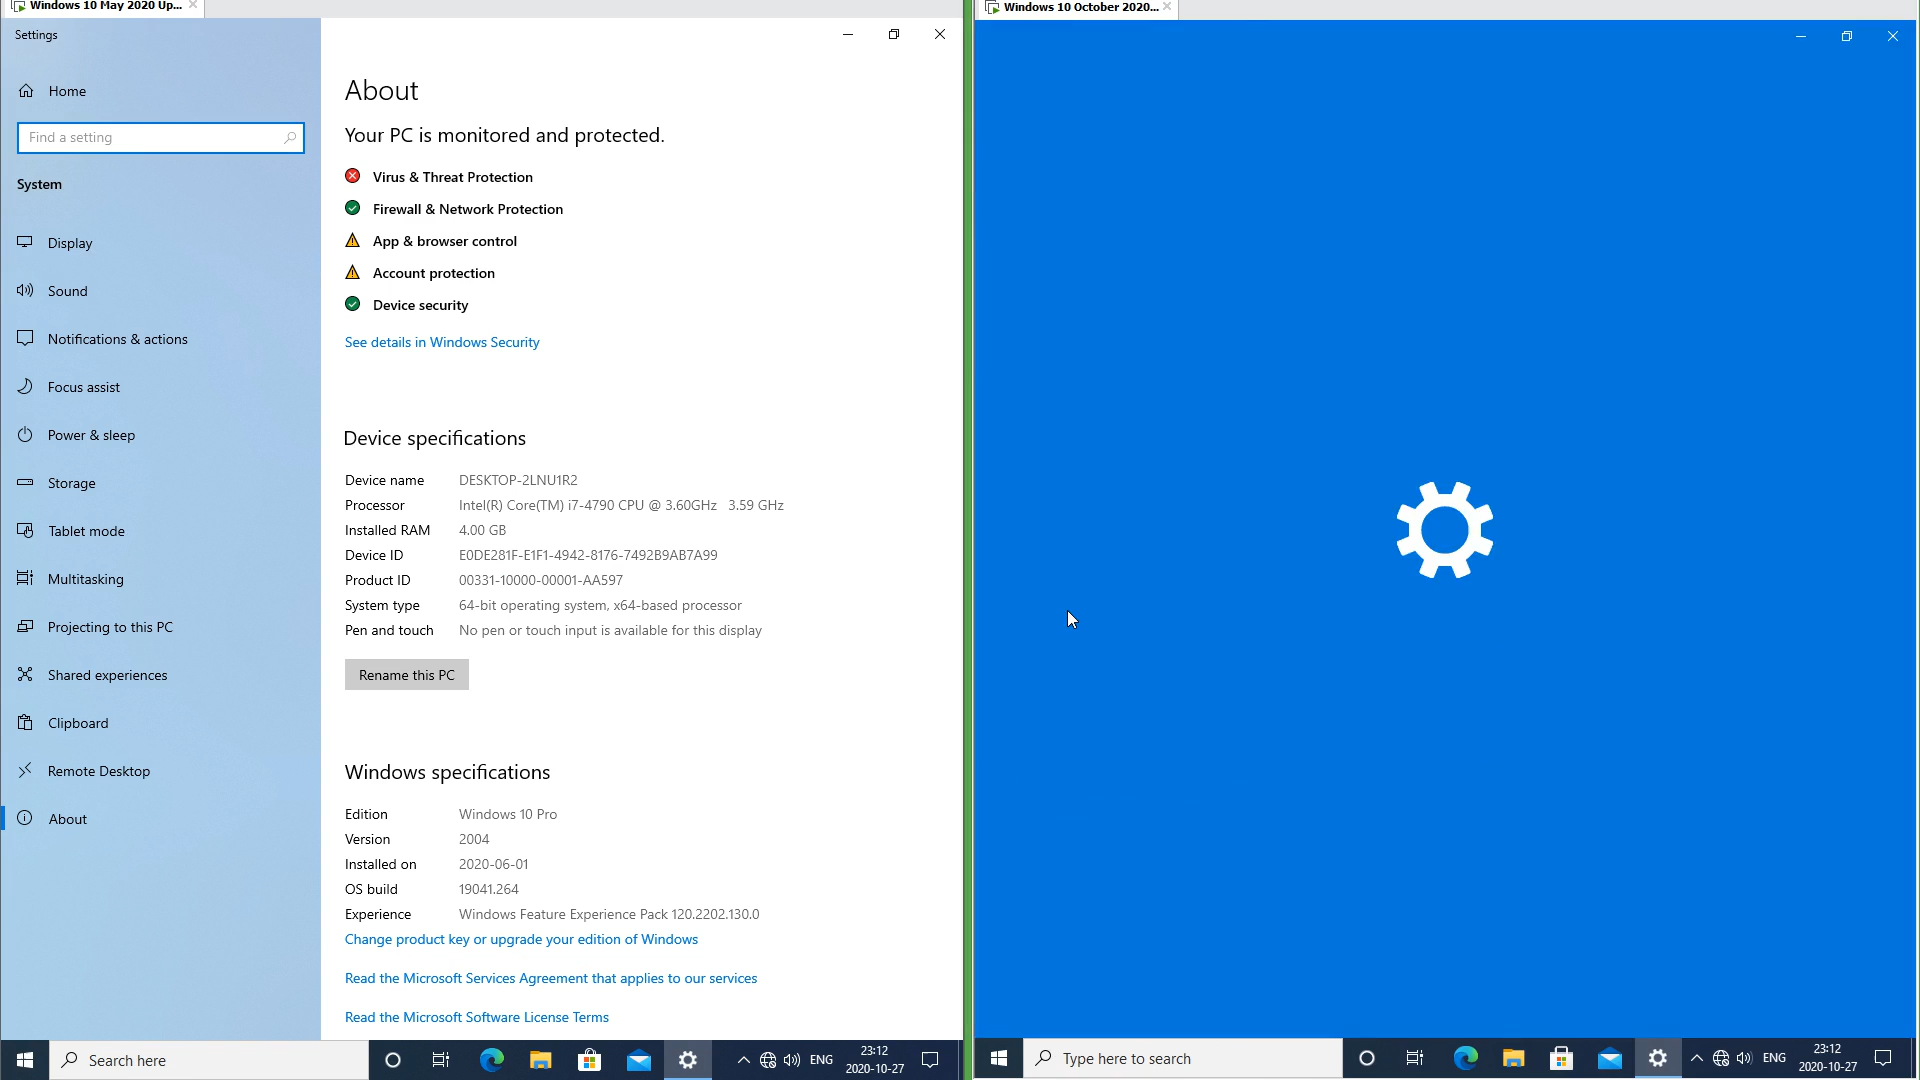 Windows 10 May 2020 Up...
Settings
Home
Find a setting
System
Display
Sound
Notifications & actions
Focus assist
Power & sleep
Storage
Tablet mode
Multitasking
Projecting to this PC
Shared experiences
Clipboard
Remote Desktop
About
About
Your PC is monitored and protected.
Virus & Threat Protection
Firewall & Network Protection
App & browser control
Account protection
Device security
See details in Windows Security
Device specifications
Device name DESKTOP-2LNU1R2
Processor Intel(R) Core(TM) i7-4790 CPU @ 3.60GHz 3.59 GHz
Installed RAM 4.00 GB
Device ID E0DE281F-E1F1-4942-8176-7492B9AB7A99
Product ID 00331-10000-00001-AA597
System type 64-bit operating system, x64-based processor
Pen and touch No pen or touch input is available for this display
Rename this PC
Windows specifications
Edition Windows 10 Pro
Version 2004
Installed on 2020-06-01
OS build 19041.264
Experience Windows Feature Experience Pack 120.2202.130.0
Change product key or upgrade your edition of Windows
Read the Microsoft Services Agreement that applies to our services
Read the Microsoft Software License Terms
Search here
ENG
23:12
2020-10-27
Windows 10 October 2020...
Type here to search
ENG
23:12
2020-10-27